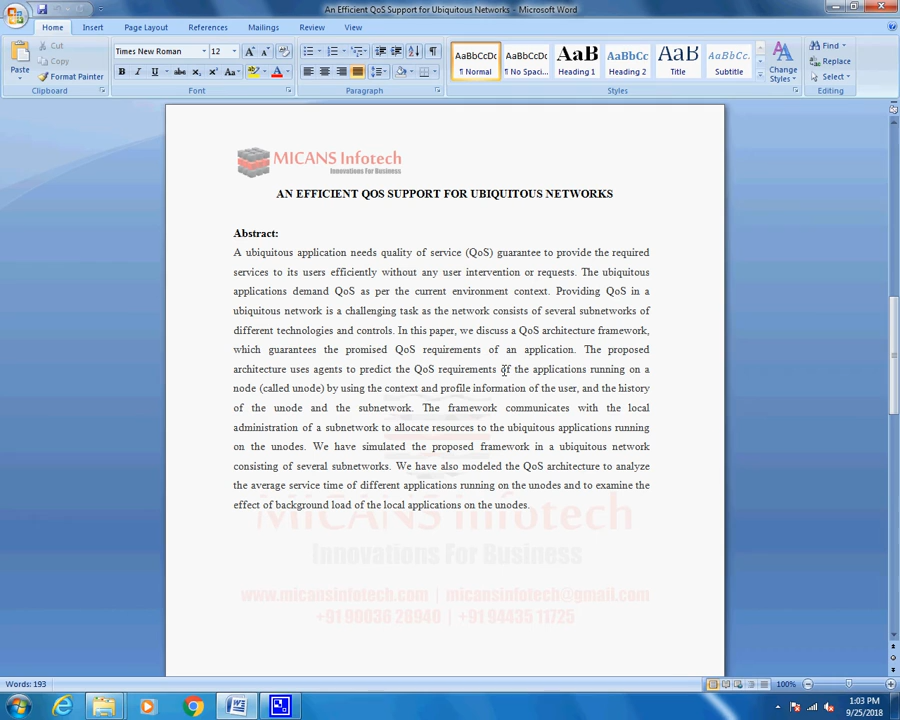 An Efficient QoS Support for Ubiquitous Networks - Microsoft Word
Home Insert Page Layout References Mailings Review View
Paste
Cut
Copy
Format Painter
Clipboard
Times New Roman 12
Font
Paragraph
AaBbCcDc AaBbCcDc AaB AaBbCc AaB AaBbCc.
¶ Normal ¶ No Spaci... Heading 1 Heading 2 Title Subtitle
Change
Styles
Styles
Find
Replace
Select
Editing
MICANS Infotech
Innovations For Business
AN EFFICIENT QOS SUPPORT FOR UBIQUITOUS NETWORKS
Abstract:
A ubiquitous application needs quality of service (QoS) guarantee to provide the required
services to its users efficiently without any user intervention or requests. The ubiquitous
applications demand QoS as per the current environment context. Providing QoS in a
ubiquitous network is a challenging task as the network consists of several subnetworks of
different technologies and controls. In this paper, we discuss a QoS architecture framework,
which guarantees the promised QoS requirements of an application. The proposed
architecture uses agents to predict the QoS requirements of the applications running on a
node (called unode) by using the context and profile information of the user, and the history
of the unode and the subnetwork. The framework communicates with the local
administration of a subnetwork to allocate resources to the ubiquitous applications running
on the unodes. We have simulated the proposed framework in a ubiquitous network
consisting of several subnetworks. We have also modeled the QoS architecture to analyze
the average service time of different applications running on the unodes and to examine the
effect of background load of the local applications on the unodes.
MICANS Infotech
Innovations For Business
www.micansinfotech.com | micansinfotech@gmail.com
+91 90036 28940 | +91 94435 11725
Words: 193
100%
1:03 PM
9/25/2018